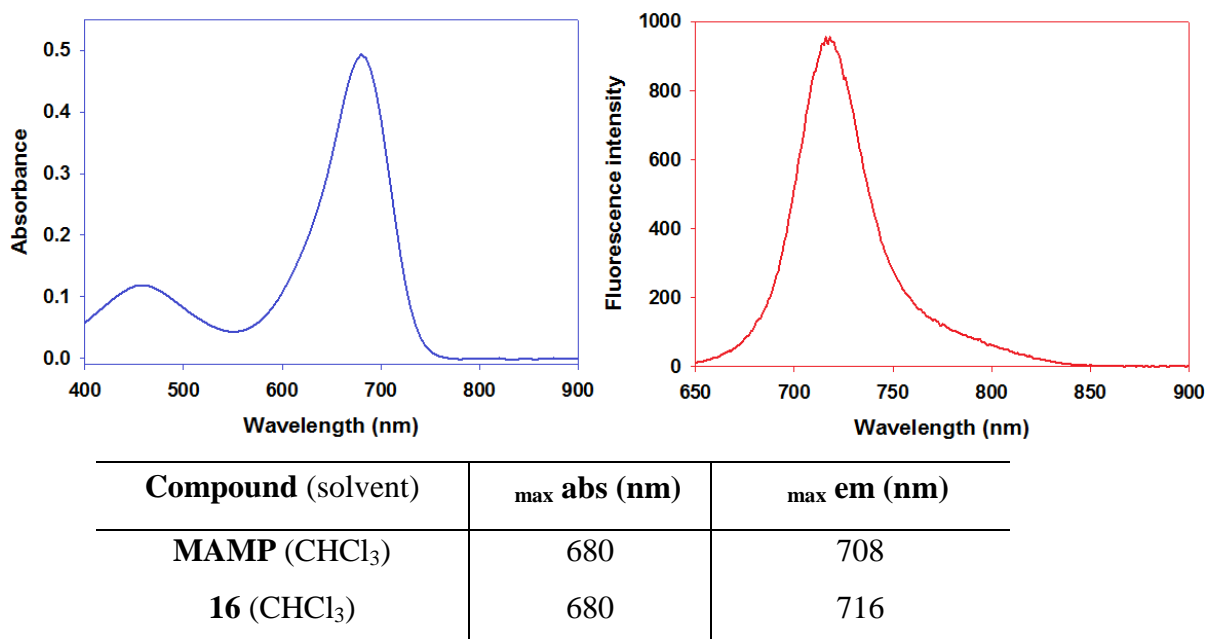 Absorbance
0.5
0.4
0.3
0.2
0.1
0.0
400 500 600 700 800 900
Wavelength (nm)
Fluorescence intensity
1000
800
600
400
200
0
650 700 750 800 850 900
Wavelength (nm)
Compound (solvent) max abs (nm) max em (nm)
MAMP (CHCl₃) 680 708
16 (CHCl₃) 680 716